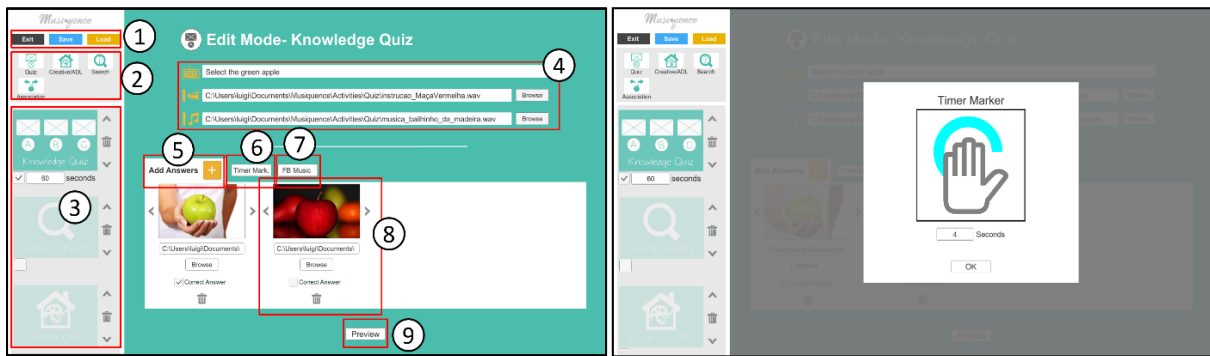 Musiquence
Exit Save Load
1
Quiz Creative/ADL Search
2
Association
A B C
Knowledge Quiz
60 seconds
3
Edit Mode- Knowledge Quiz
4
Select the green apple
C:\Users\luigi\Documents\Musiquence\Activities\Quiz\instrucao_MaçaVermelha.wav Browse
C:\Users\luigi\Documents\Musiquence\Activities\Quiz\musica_bailhinho_da_madeira.wav Browse
5 6 7
Add Answers + Timer Mark. FB Music
8
C:\Users\luigi\Documents\ C:\Users\luigi\Documents\
Browse Browse
Correct Answer Correct Answer
Preview 9
Musiquence
Exit Save Load
Quiz Creative/ADL Search
Association
A B C
Knowledge Quiz
60 seconds
Edit Mode- Knowledge Quiz
Select the green apple
Timer Marker
4 Seconds
OK
Add Answers
Preview